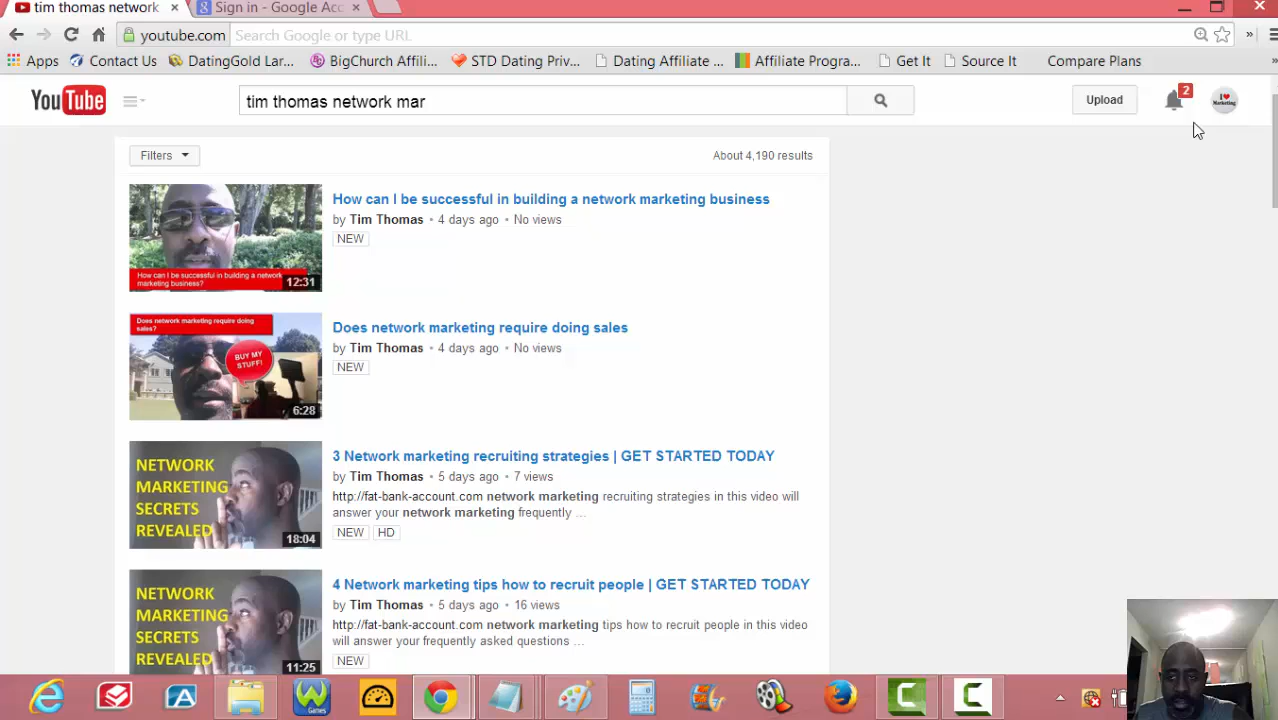 tim thomas network
Sign in - Google Acc
youtube.com
Search Google or type URL
Apps
Contact Us
DatingGold Lar...
BigChurch Affili...
STD Dating Priv...
Dating Affiliate ...
Affiliate Progra...
Get It
Source It
Compare Plans
YouTube
tim thomas network mar
Upload
2
I ♥
Marketing
Filters
About 4,190 results
How can I be successful in building a network
marketing business?
12:31
How can I be successful in building a network marketing business
by Tim Thomas • 4 days ago • No views
NEW
Does network marketing require doing
sales?
BUY MY
STUFF!
6:28
Does network marketing require doing sales
by Tim Thomas • 4 days ago • No views
NEW
NETWORK
MARKETING
SECRETS
REVEALED
18:04
3 Network marketing recruiting strategies | GET STARTED TODAY
by Tim Thomas • 5 days ago • 7 views
http://fat-bank-account.com network marketing recruiting strategies in this video will
answer your network marketing frequently ...
NEW HD
NETWORK
MARKETING
SECRETS
REVEALED
11:25
4 Network marketing tips how to recruit people | GET STARTED TODAY
by Tim Thomas • 5 days ago • 16 views
http://fat-bank-account.com network marketing tips how to recruit people in this video
will answer your frequently asked questions ...
NEW
Games